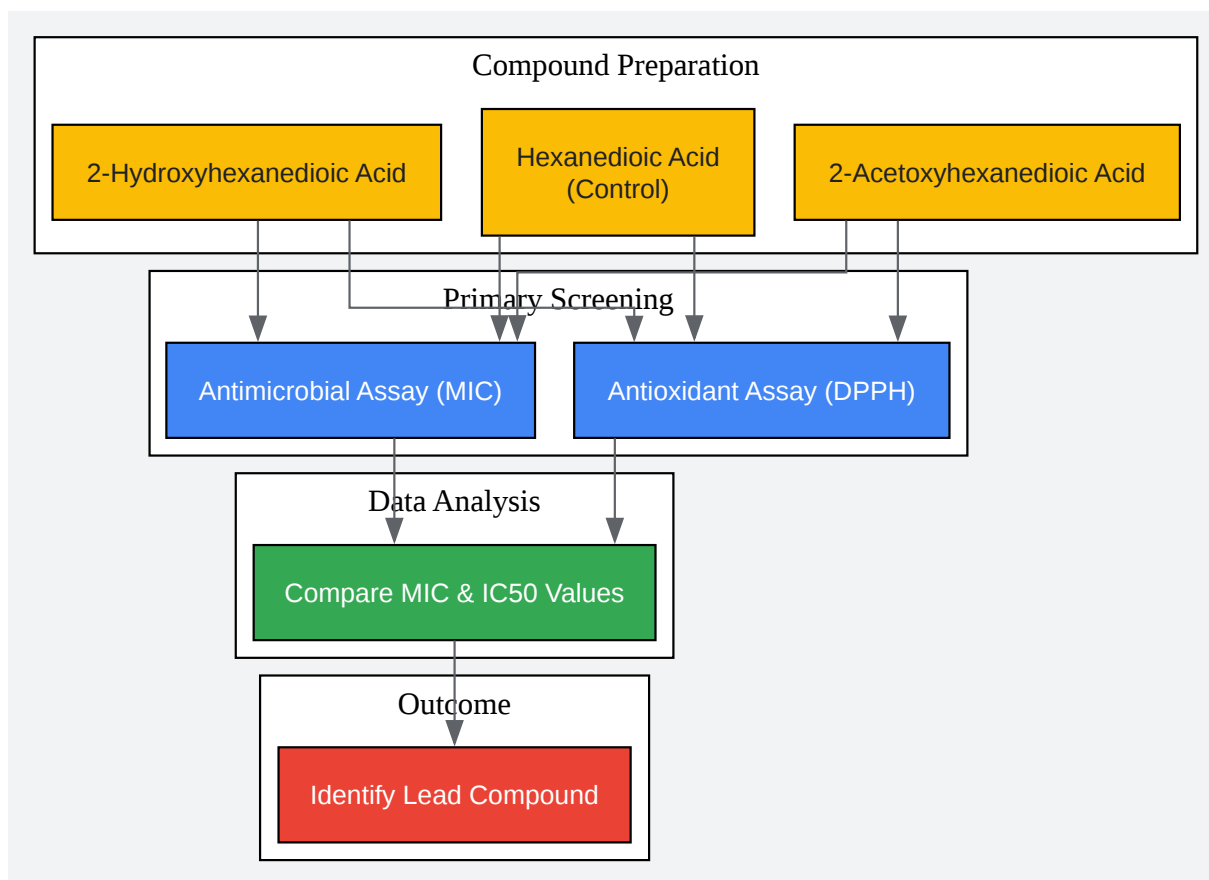 Compound Preparation
2-Hydroxyhexanedioic Acid
Hexanedioic Acid
(Control)
2-Acetoxyhexanedioic Acid
Primary Screening
Antimicrobial Assay (MIC)
Antioxidant Assay (DPPH)
Data Analysis
Compare MIC & IC50 Values
Outcome
Identify Lead Compound